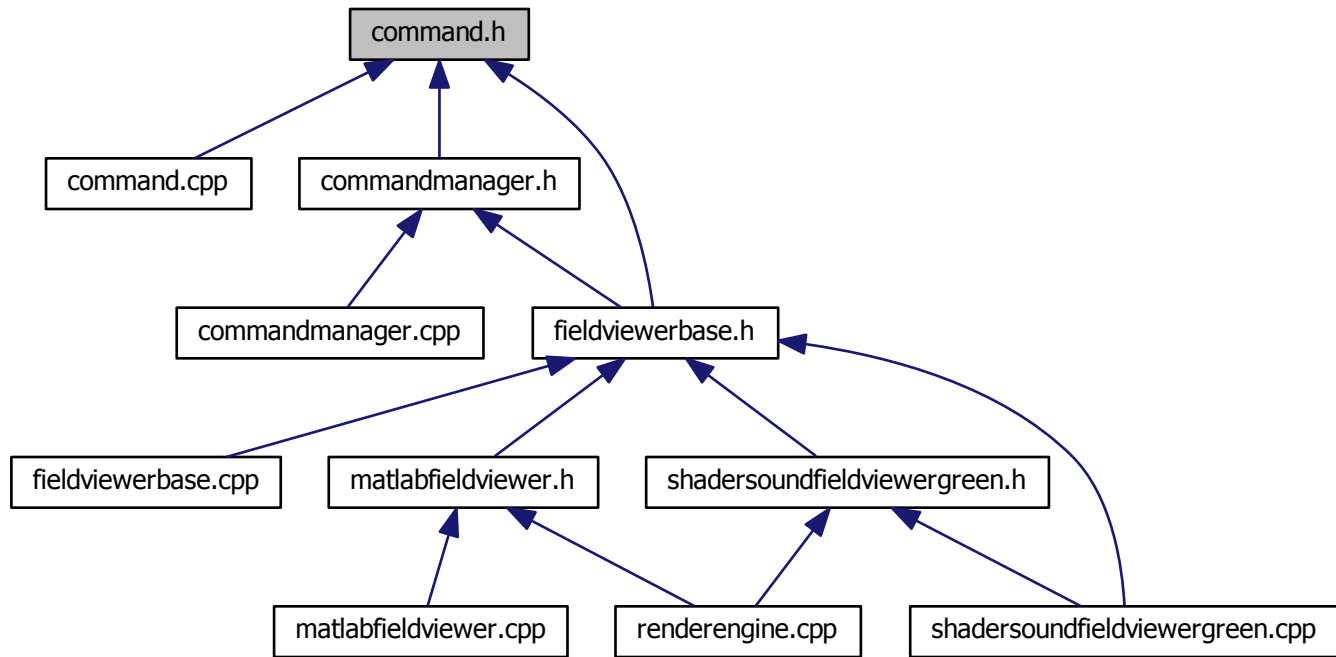 command.h
command.cpp
commandmanager.h
commandmanager.cpp
fieldviewerbase.h
fieldviewerbase.cpp
matlabfieldviewer.h
shadersoundfieldviewergreen.h
matlabfieldviewer.cpp
renderengine.cpp
shadersoundfieldviewergreen.cpp